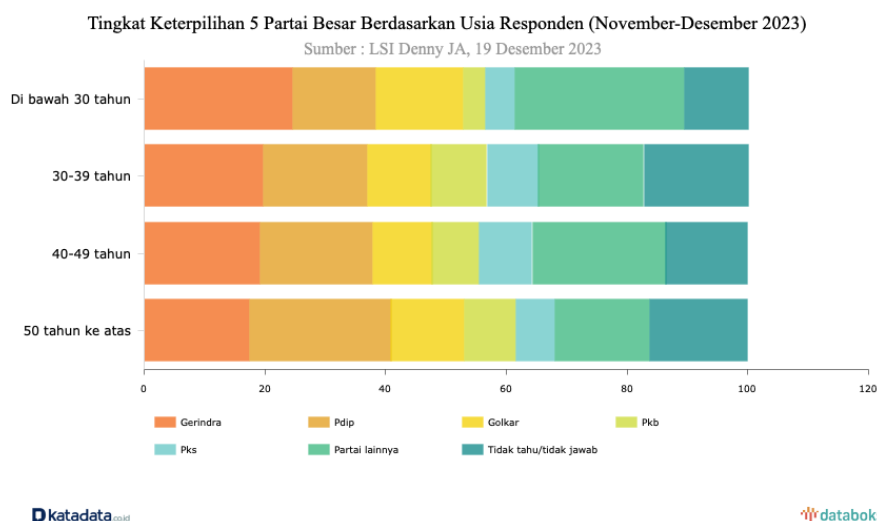 Tingkat Keterpilihan 5 Partai Besar Berdasarkan Usia Responden (November-Desember 2023)
Sumber : LSI Denny JA, 19 Desember 2023
Di bawah 30 tahun
30-39 tahun
40-49 tahun
50 tahun ke atas
0 20 40 60 80 100 120
Gerindra Pdip Golkar Pkb
Pks Partai lainnya Tidak tahu/tidak jawab
katadata.co.id databok